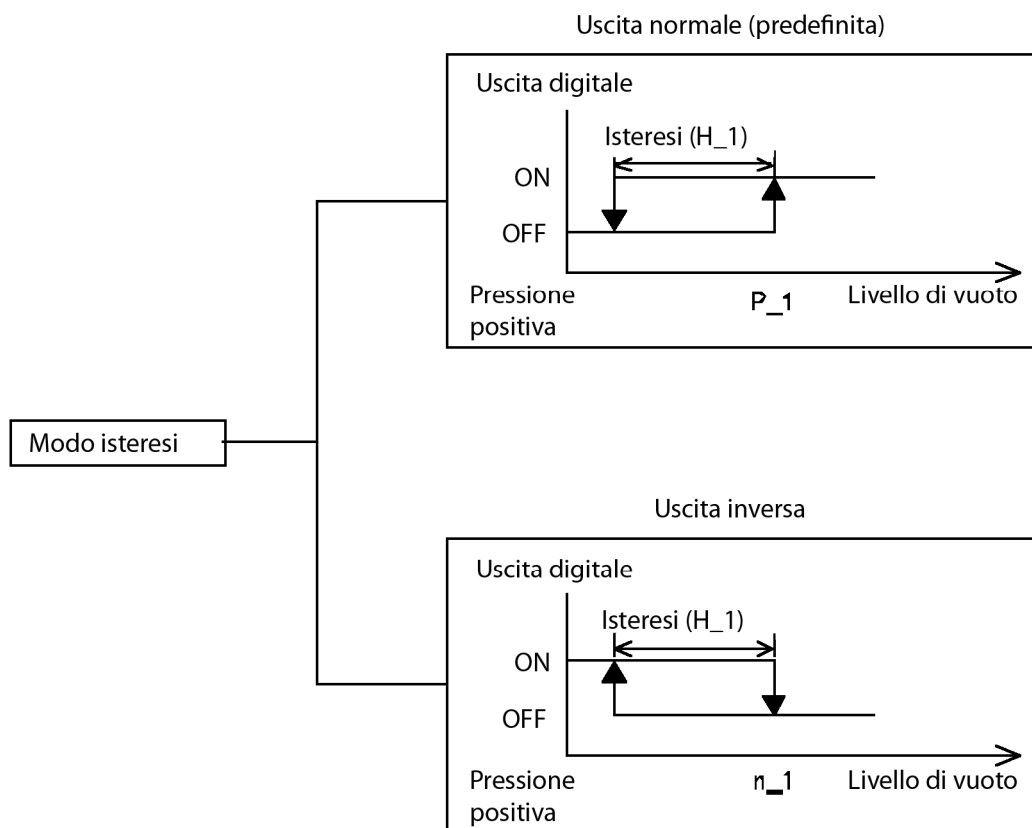 Uscita normale (predefinita)
Uscita digitale
Isteresi (H_1)
ON
OFF
Pressione
positiva
P_1
Livello di vuoto
Modo isteresi
Uscita inversa
Uscita digitale
Isteresi (H_1)
ON
OFF
Pressione
positiva
n_1
Livello di vuoto